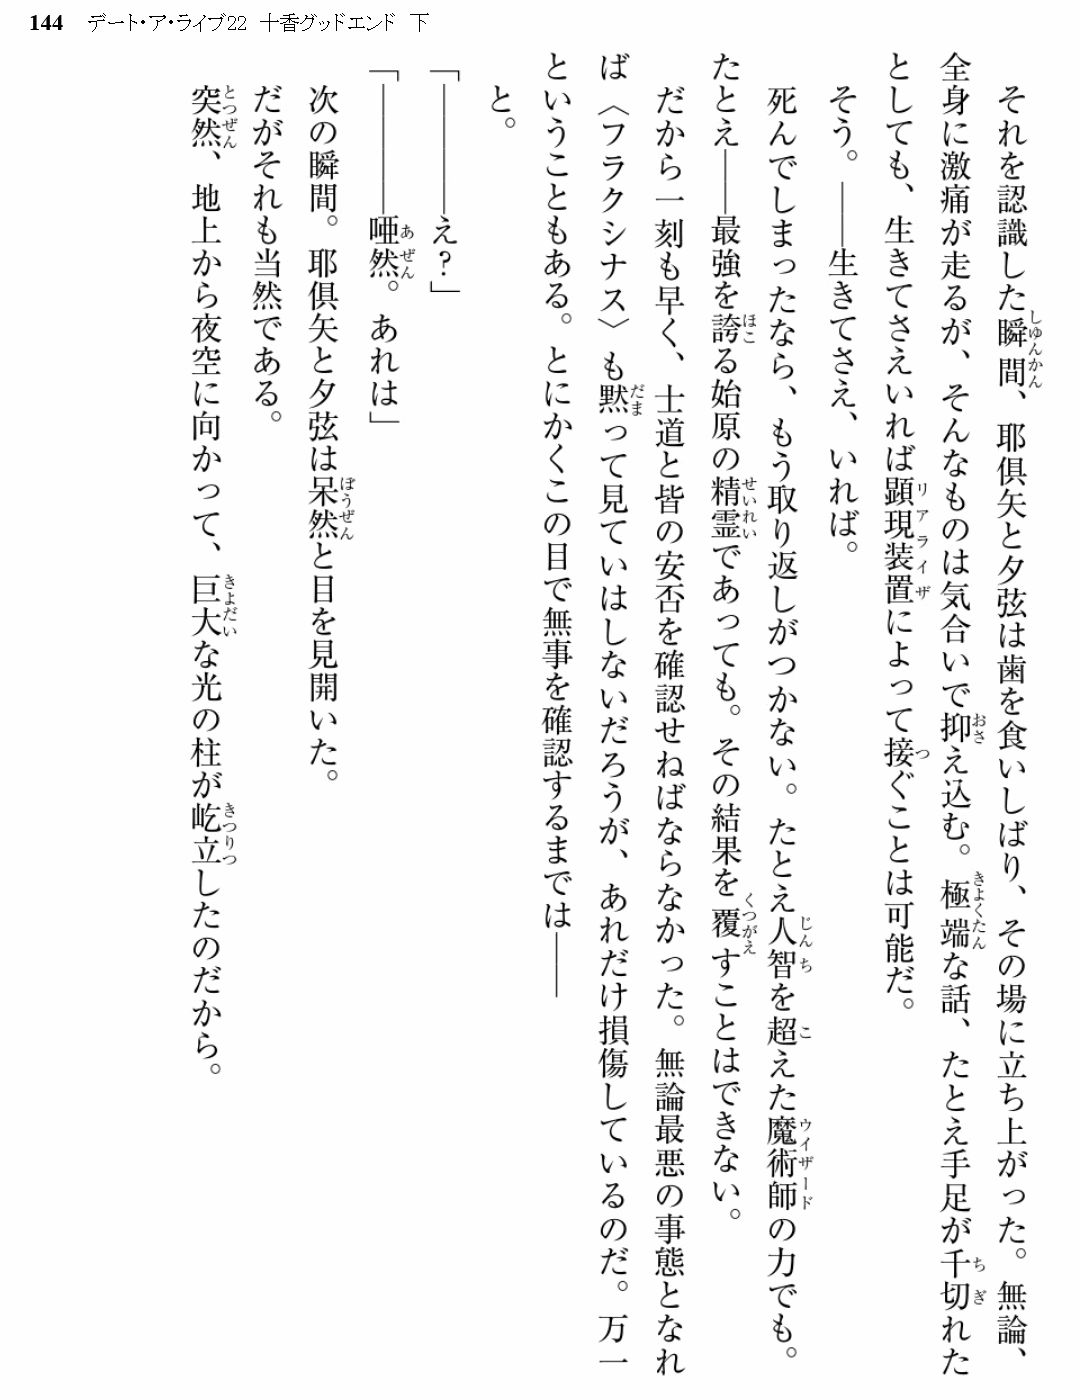 144 デート・ア・ライブ22 十香グッドエンド 下
それを認識した瞬間、耶倶矢と夕弦は歯を食いしばり、その場に立ち上がった。無論、
全身に激痛が走るが、そんなものは気合いで抑え込む。極端な話、たとえ手足が千切れた
としても、生きてさえいれば顕現装置によって接ぐことは可能だ。
そう。――生きてさえ、いれば。
死んでしまったなら、もう取り返しがつかない。たとえ人智を超えた魔術師の力でも。
たとえ――最強を誇る始原の精霊であっても。その結果を覆すことはできない。
だから一刻も早く、士道と皆の安否を確認せねばならなかった。無論最悪の事態となれ
ば〈フラクシナス〉も黙って見ていはしないだろうが、あれだけ損傷しているのだ。万一
ということもある。とにかくこの目で無事を確認するまでは――
と。
「――――え?」
「――――唖然。あれは」
次の瞬間。耶倶矢と夕弦は呆然と目を見開いた。
だがそれも当然である。
突然、地上から夜空に向かって、巨大な光の柱が屹立したのだから。